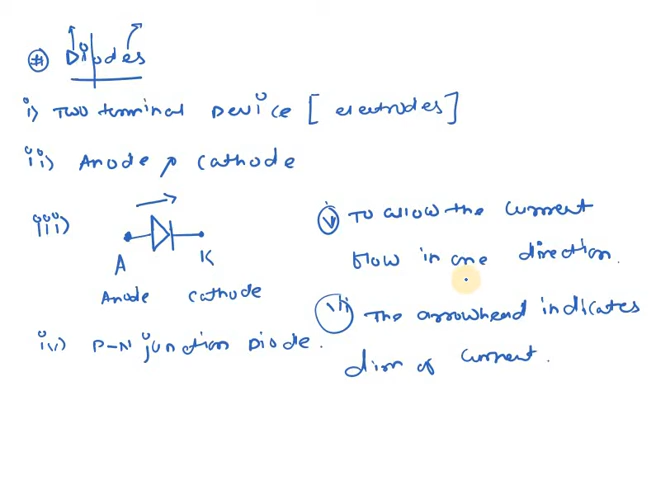 # Diodes
i) Two terminal Device [electrodes]
ii) Anode, cathode
iii)
A K
Anode cathode
iv) P-N junction Diode.
v) To allow the current
flow in one direction.
vi) The arrowhead indicates
dirn of current.